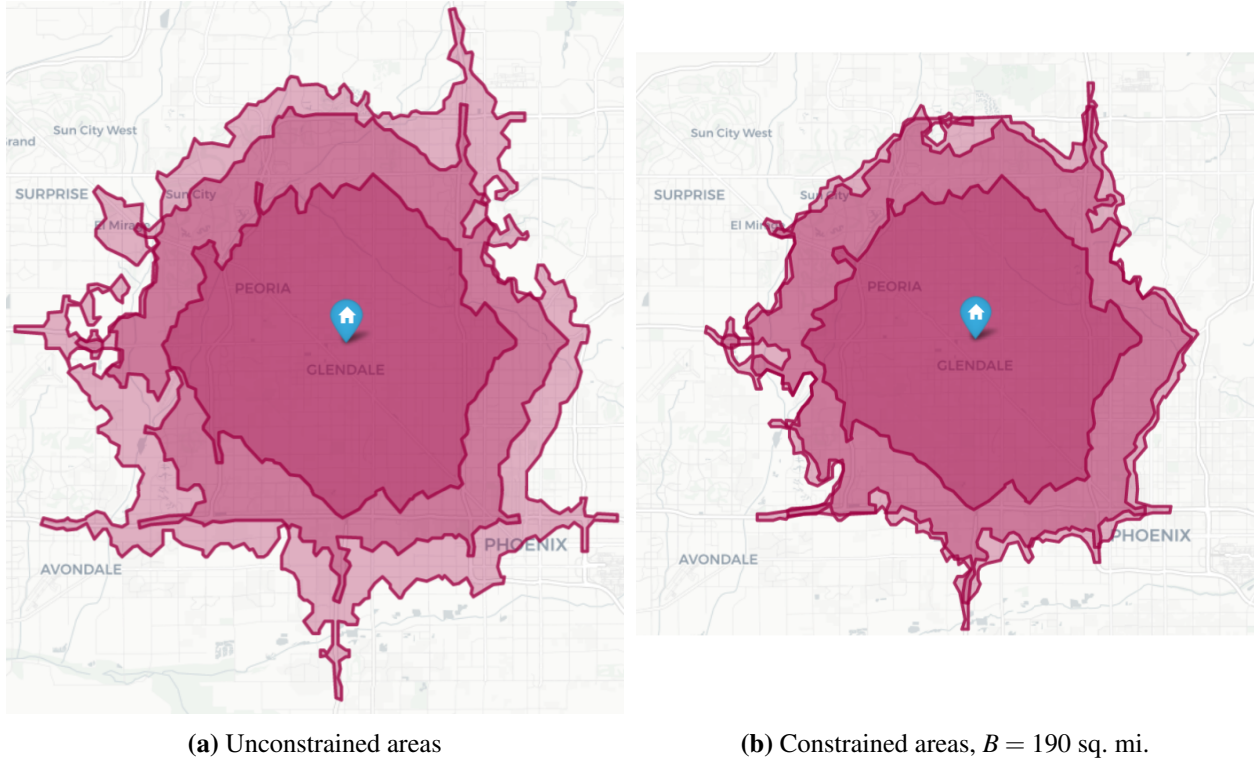 Sun City West
rand
SURPRISE
Sun City
El Mirage
PEORIA
GLENDALE
PHOENIX
AVONDALE
Sun City West
SURPRISE
Sun City
El Mirage
PEORIA
GLENDALE
PHOENIX
AVONDALE
(a) Unconstrained areas
(b) Constrained areas, B = 190 sq. mi.